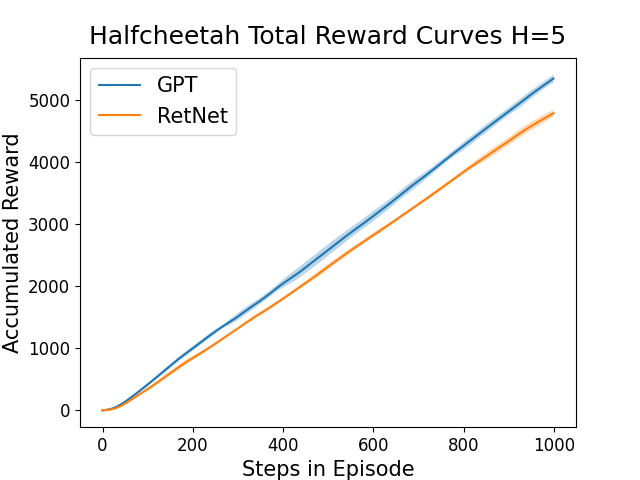 Halfcheetah Total Reward Curves H=5
GPT
RetNet
Accumulated Reward
5000
4000
3000
2000
1000
0
0 200 400 600 800 1000
Steps in Episode